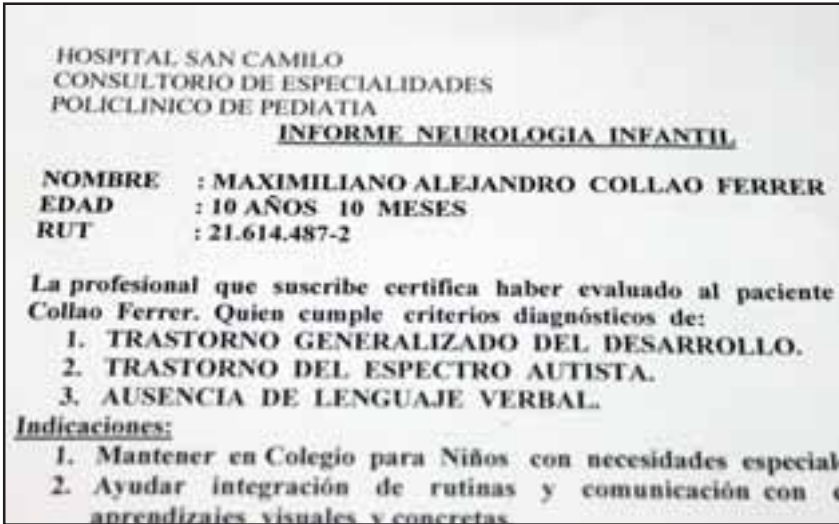 HOSPITAL SAN CAMILO
CONSULTORIO DE ESPECIALIDADES
POLICLINICO DE PEDIATIA
INFORME NEUROLOGIA INFANTIL
NOMBRE : MAXIMILIANO ALEJANDRO COLLAO FERRER
EDAD : 10 AÑOS 10 MESES
RUT : 21.614.487-2
La profesional que suscribe certifica haber evaluado al paciente
Collao Ferrer. Quien cumple criterios diagnósticos de:
1. TRASTORNO GENERALIZADO DEL DESARROLLO.
2. TRASTORNO DEL ESPECTRO AUTISTA.
3. AUSENCIA DE LENGUAJE VERBAL.
Indicaciones:
1. Mantener en Colegio para Niños con necesidades especial
2. Ayudar integración de rutinas y comunicación con
aprendizajes visuales y concretas.